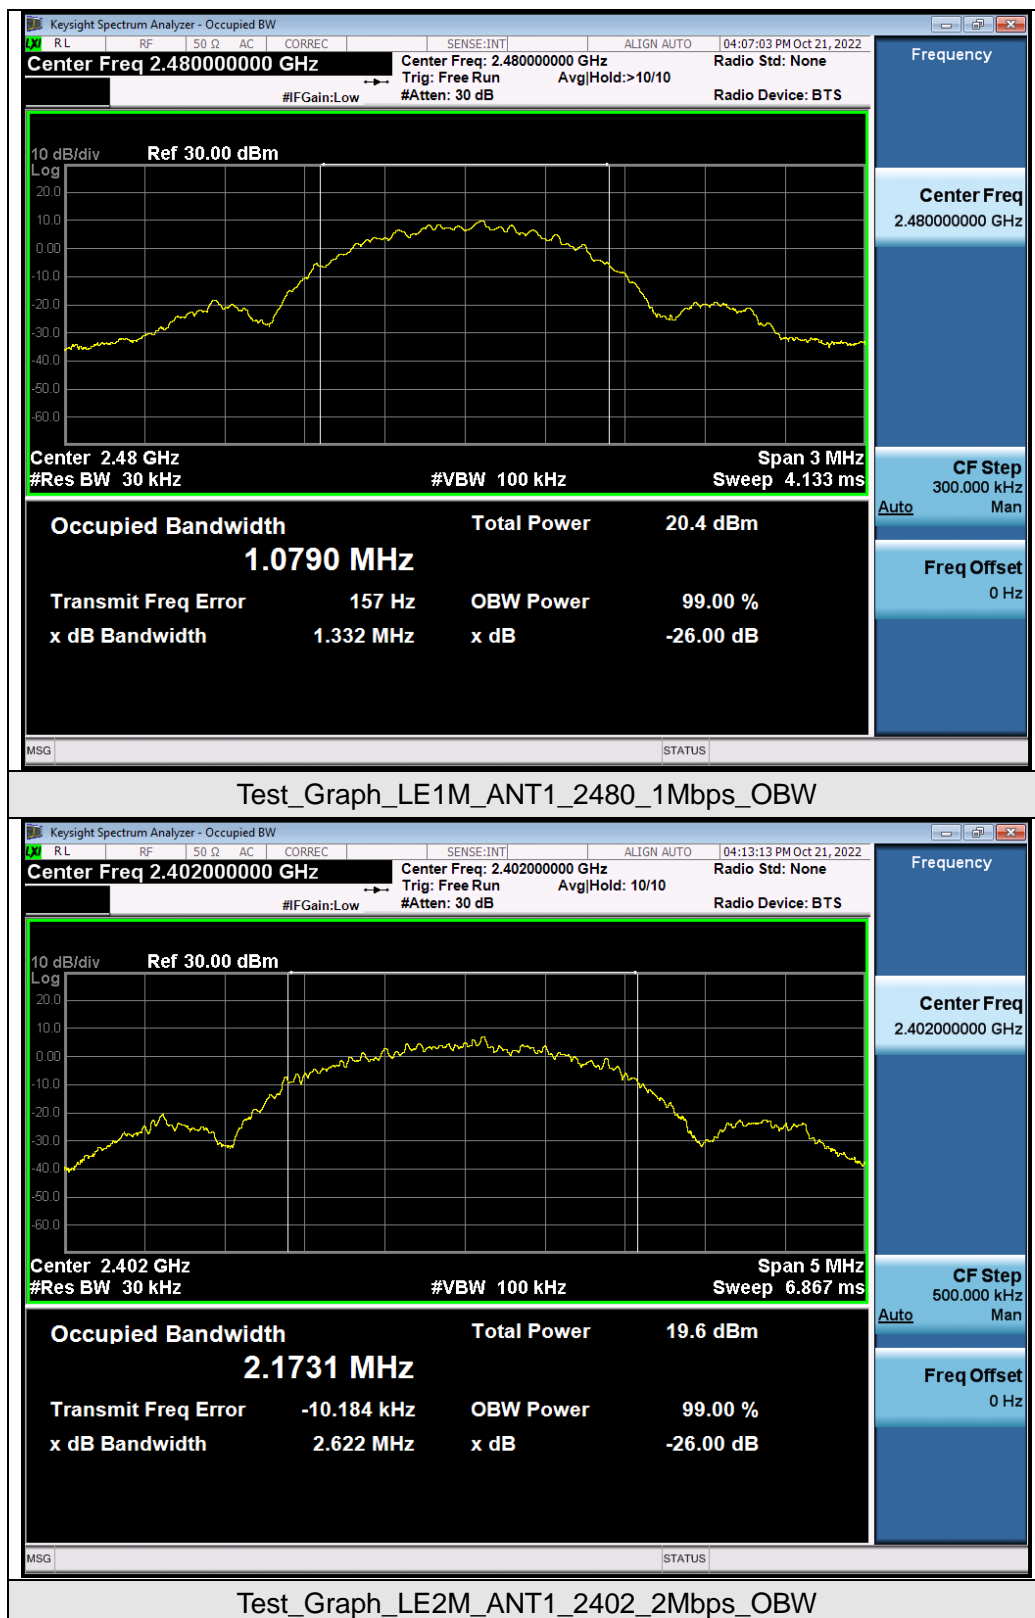 Keysight Spectrum Analyzer - Occupied BW
LXI RL RF 50 Ω AC CORREC SENSE:INT ALIGN AUTO 04:07:03 PM Oct 21, 2022
Center Freq 2.480000000 GHz
Center Freq: 2.480000000 GHz
Radio Std: None
Trig: Free Run Avg|Hold:>10/10
#IFGain:Low
#Atten: 30 dB
Radio Device: BTS
Frequency
10 dB/div Ref 30.00 dBm
Log
20.0
10.0
0.00
-10.0
-20.0
-30.0
-40.0
-50.0
-60.0
Center Freq
2.480000000 GHz
Center 2.48 GHz Span 3 MHz
#Res BW 30 kHz #VBW 100 kHz Sweep 4.133 ms
CF Step
300.000 kHz
Auto Man
Occupied Bandwidth Total Power 20.4 dBm
1.0790 MHz
Transmit Freq Error 157 Hz OBW Power 99.00 %
x dB Bandwidth 1.332 MHz x dB -26.00 dB
Freq Offset
0 Hz
MSG STATUS
Test_Graph_LE1M_ANT1_2480_1Mbps_OBW
Keysight Spectrum Analyzer - Occupied BW
LXI RL RF 50 Ω AC CORREC SENSE:INT ALIGN AUTO 04:13:13 PM Oct 21, 2022
Center Freq 2.402000000 GHz
Center Freq: 2.402000000 GHz
Radio Std: None
Trig: Free Run Avg|Hold: 10/10
#IFGain:Low
#Atten: 30 dB
Radio Device: BTS
Frequency
10 dB/div Ref 30.00 dBm
Log
20.0
10.0
0.00
-10.0
-20.0
-30.0
-40.0
-50.0
-60.0
Center Freq
2.402000000 GHz
Center 2.402 GHz Span 5 MHz
#Res BW 30 kHz #VBW 100 kHz Sweep 6.867 ms
CF Step
500.000 kHz
Auto Man
Occupied Bandwidth Total Power 19.6 dBm
2.1731 MHz
Transmit Freq Error -10.184 kHz OBW Power 99.00 %
x dB Bandwidth 2.622 MHz x dB -26.00 dB
Freq Offset
0 Hz
MSG STATUS
Test_Graph_LE2M_ANT1_2402_2Mbps_OBW